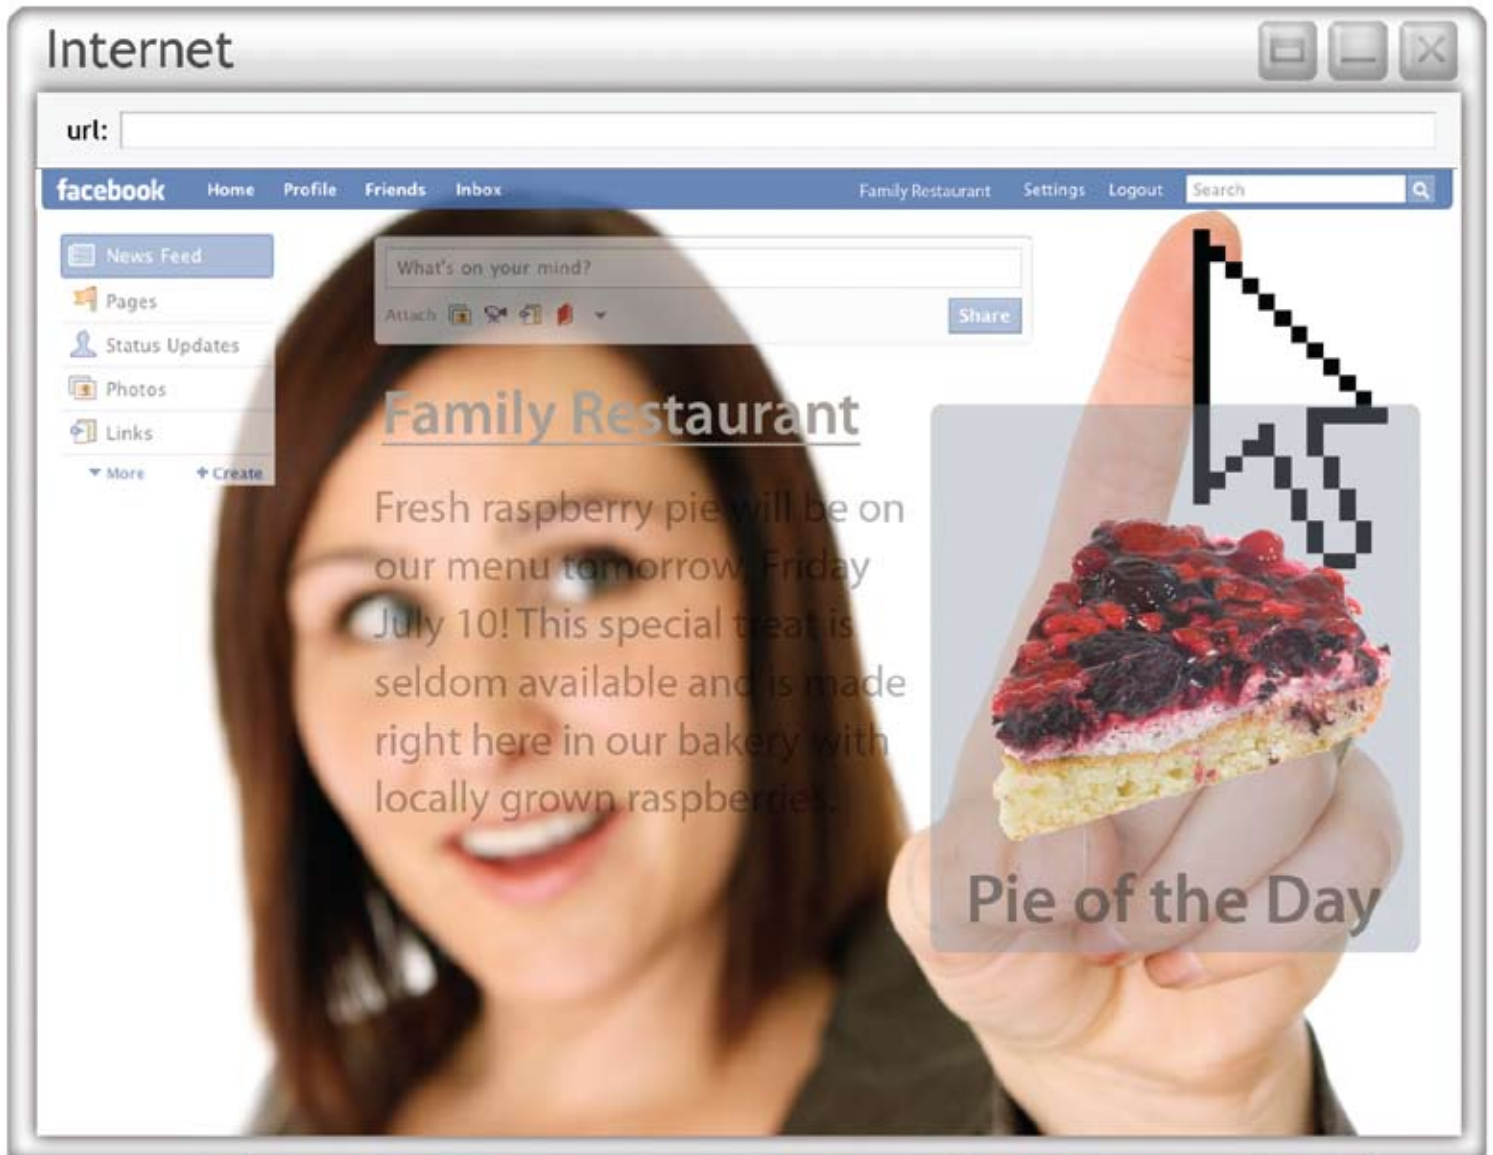 Internet
url:
facebook Home Profile Friends Inbox Family Restaurant Settings Logout Search
News Feed
Pages
Status Updates
Photos
Links
More Create
What's on your mind?
Attach Share
Family Restaurant
Fresh raspberry pie will be on
our menu tomorrow, Friday
July 10! This special treat is
seldom available and is made
right here in our bakery with
locally grown raspberries.
Pie of the Day